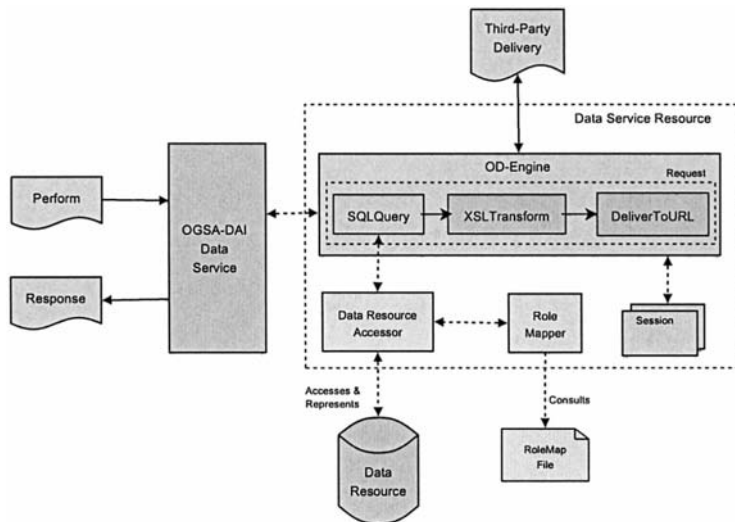 Third-Party
Delivery
Data Service Resource
OD-Engine
Request
Perform
SQLQuery
XSLTransform
DeliverToURL
OGSA-DAI
Data
Service
Response
Data Resource
Accessor
Role
Mapper
Session
Accesses &
Represents
Consults
Data
Resource
RoleMap
File